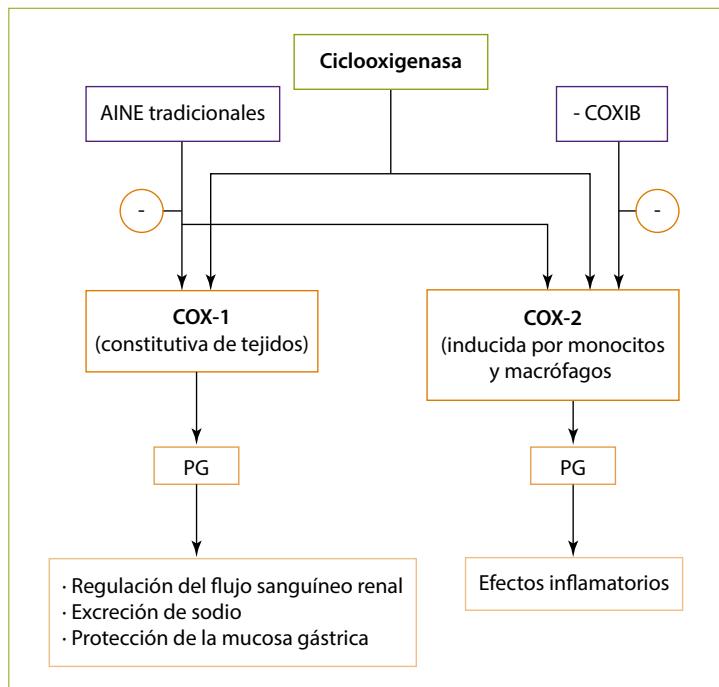 Ciclooxigenasa
AINE tradicionales
- COXIB
-
-
COX-1
(constitutiva de tejidos)
COX-2
(inducida por monocitos
y macrófagos
PG
PG
· Regulación del flujo sanguíneo renal
· Excreción de sodio
· Protección de la mucosa gástrica
Efectos inflamatorios